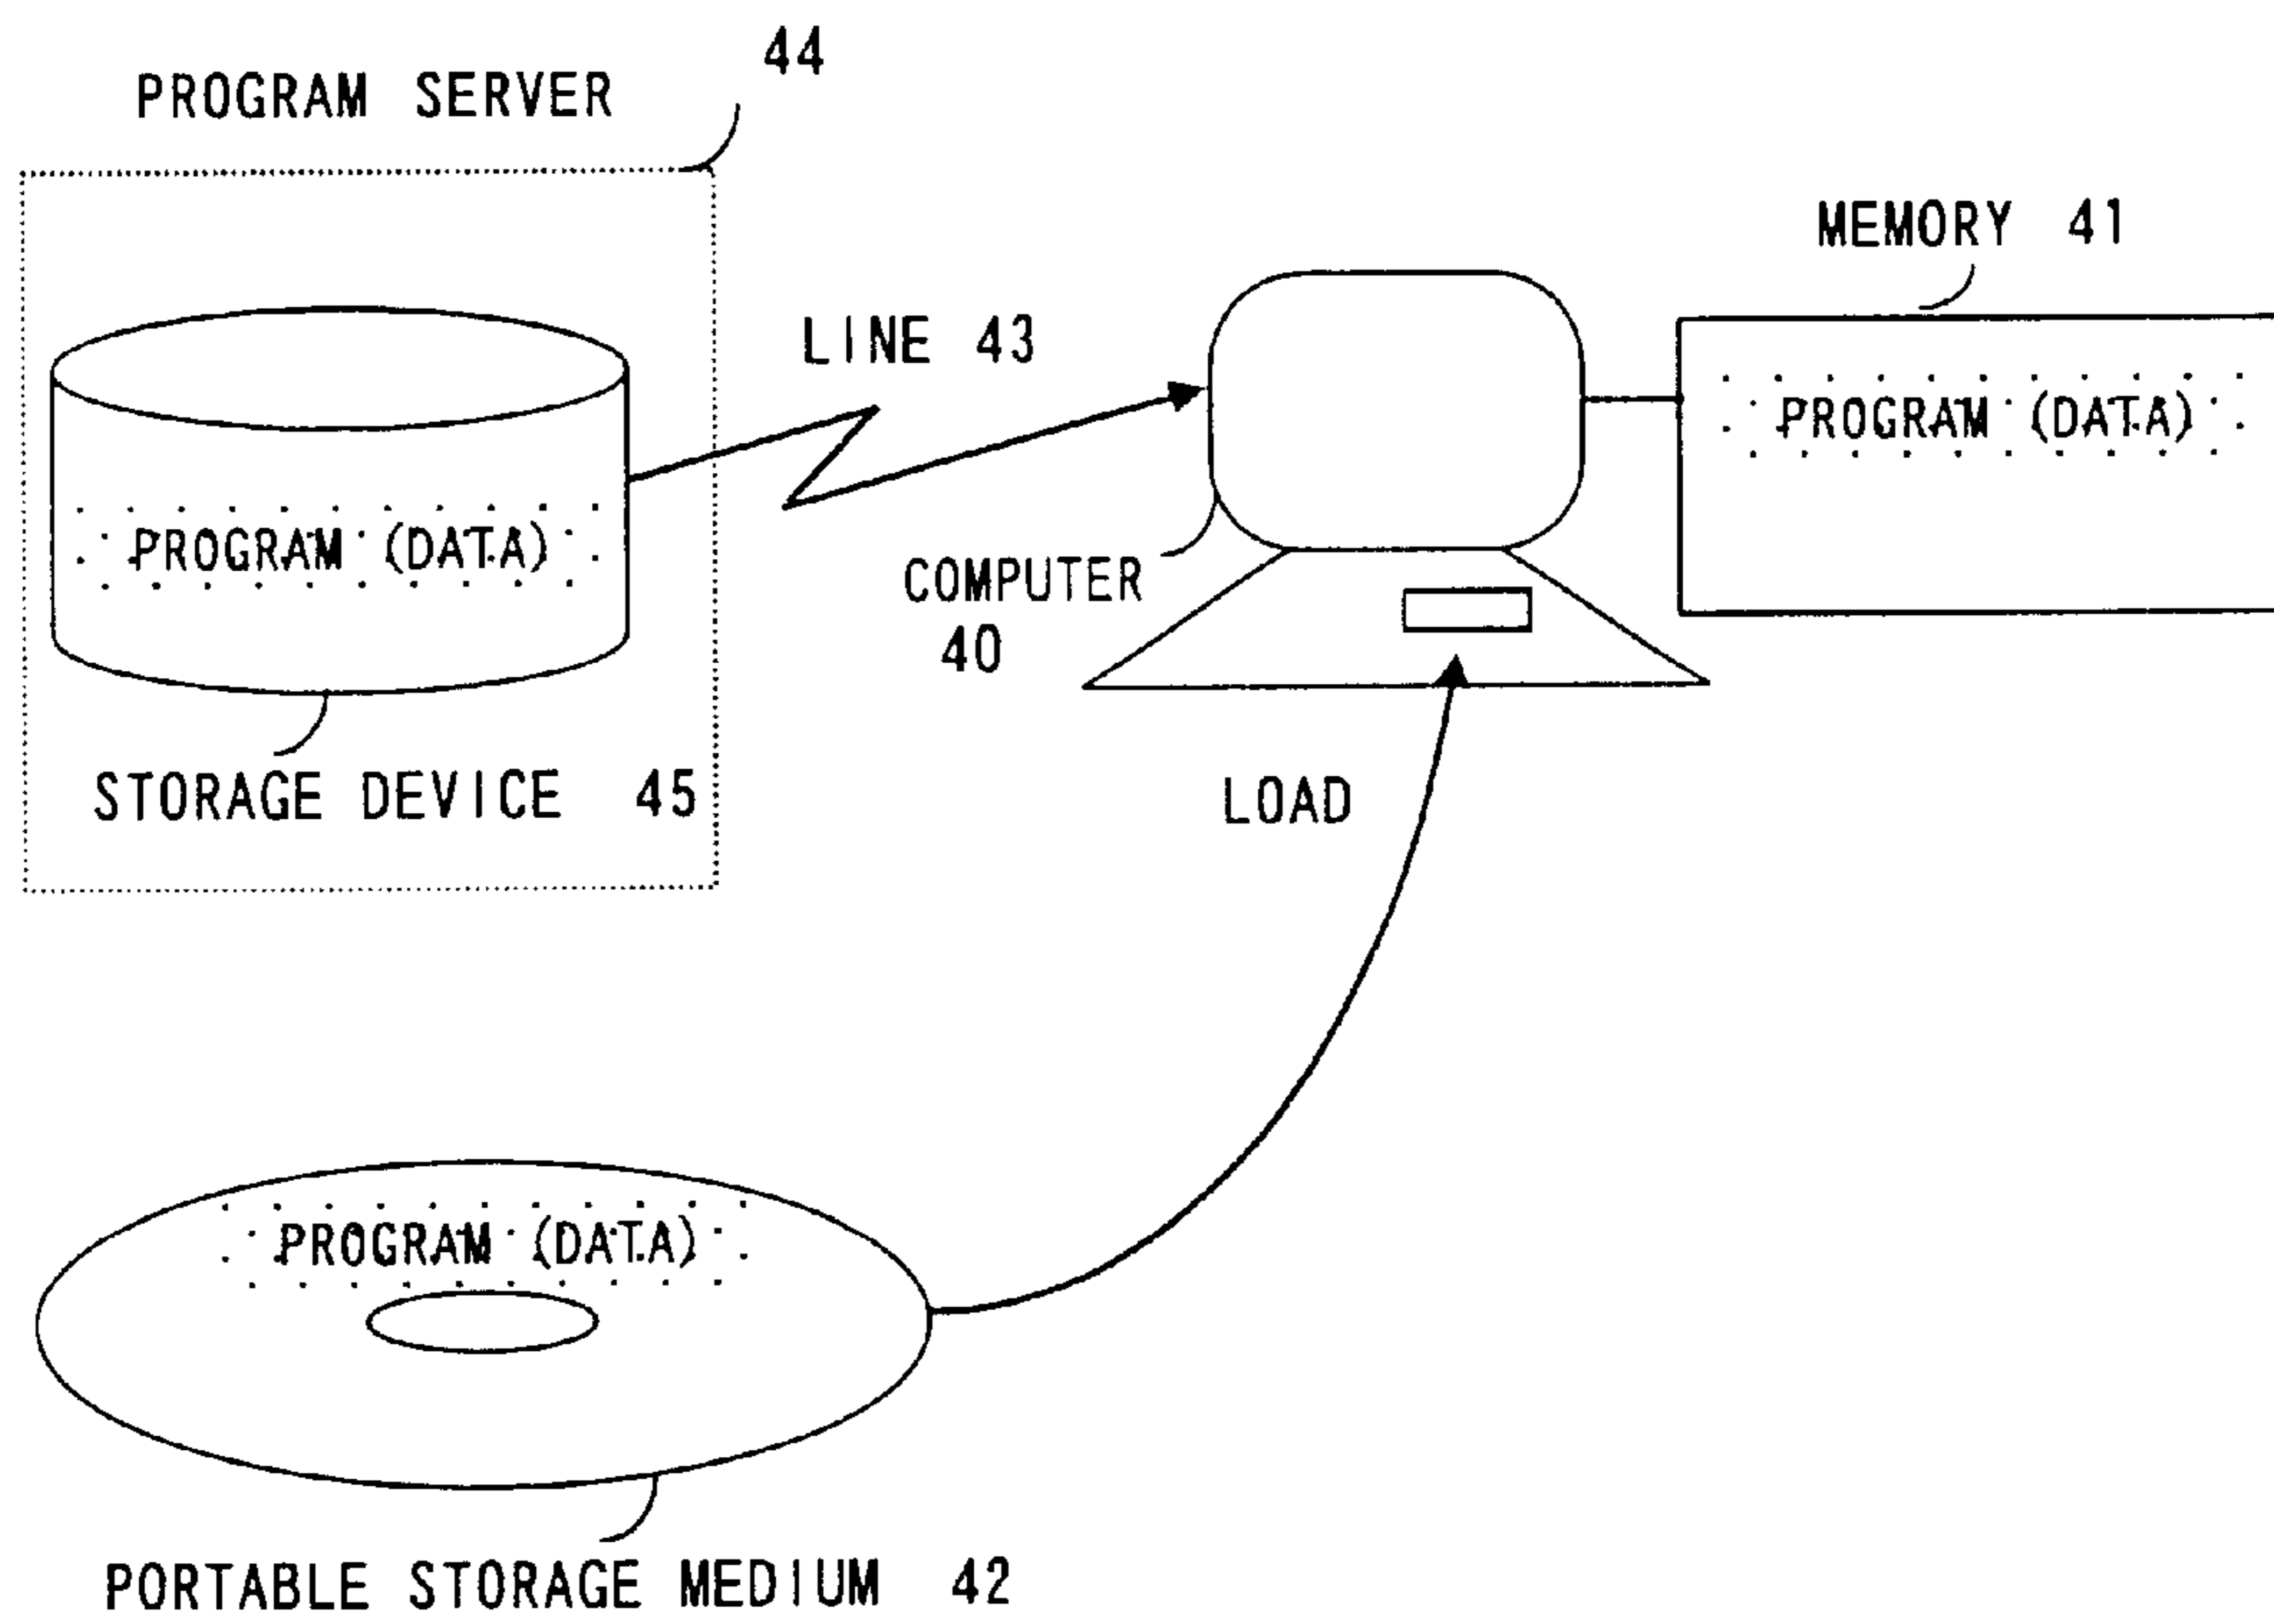 44
PROGRAM SERVER
MEMORY 41
LINE 43
PROGRAM (DATA)
PROGRAM (DATA)
COMPUTER
40
STORAGE DEVICE 45
LOAD
PROGRAM (DATA)
PORTABLE STORAGE MEDIUM 42